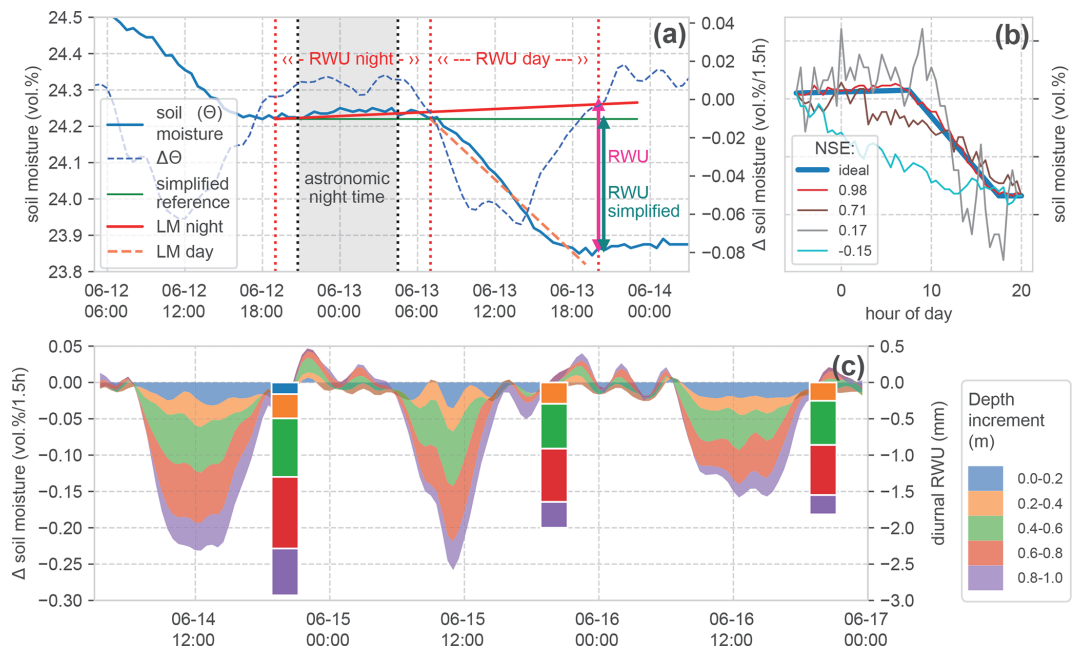 (a)
24.5
24.4
24.3
24.2
24.1
24.0
23.9
23.8
soil moisture (vol.%)
‹‹ - RWU night - ››
‹‹ --- RWU day --- ››
soil (Θ)
moisture
ΔΘ
simplified
reference
LM night
LM day
astronomic
night time
RWU
RWU
simplified
0.04
0.02
0.00
−0.02
−0.04
−0.06
−0.08
Δ soil moisture (vol.%/1.5h)
06-12
06:00
06-12
12:00
06-12
18:00
06-13
00:00
06-13
06:00
06-13
12:00
06-13
18:00
06-14
00:00
(b)
NSE:
ideal
0.98
0.71
0.17
-0.15
soil moisture (vol.%)
0
10
20
hour of day
(c)
0.05
0.00
−0.05
−0.10
−0.15
−0.20
−0.25
−0.30
Δ soil moisture (vol.%/1.5h)
0.5
0.0
−0.5
−1.0
−1.5
−2.0
−2.5
−3.0
diurnal RWU (mm)
06-14
12:00
06-15
00:00
06-15
12:00
06-16
00:00
06-16
12:00
06-17
00:00
Depth
increment
(m)
0.0-0.2
0.2-0.4
0.4-0.6
0.6-0.8
0.8-1.0